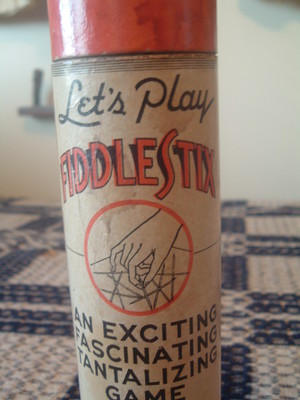 Let's Play
FIDDLESTIX
AN EXCITING
FASCINATING
TANTALIZING
GAME